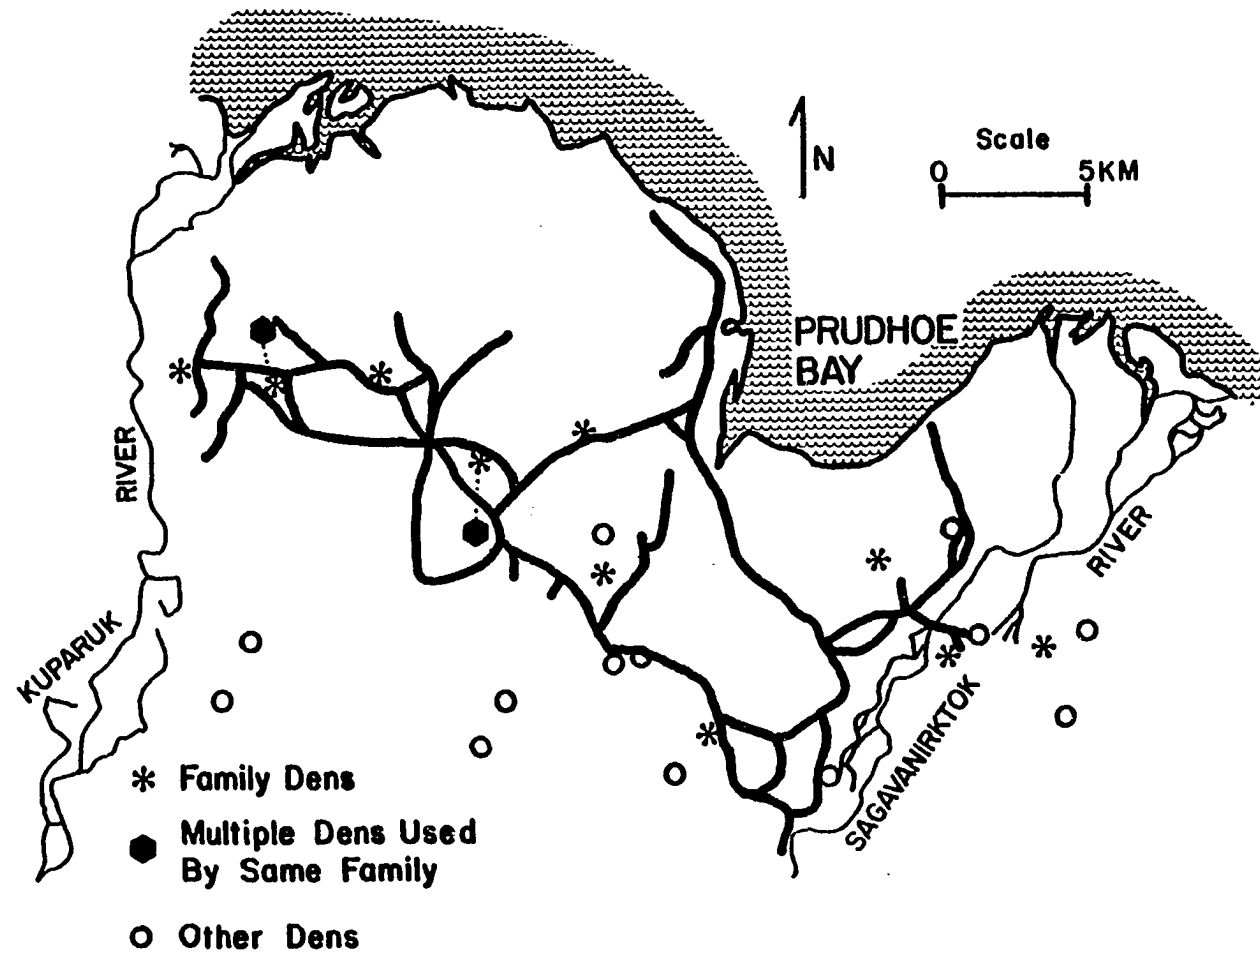 N
Scale
0 5KM
PRUDHOE
BAY
RIVER
RIVER
KUPARUK
SAGAVANIRKTOK
Family Dens
Multiple Dens Used
By Same Family
Other Dens